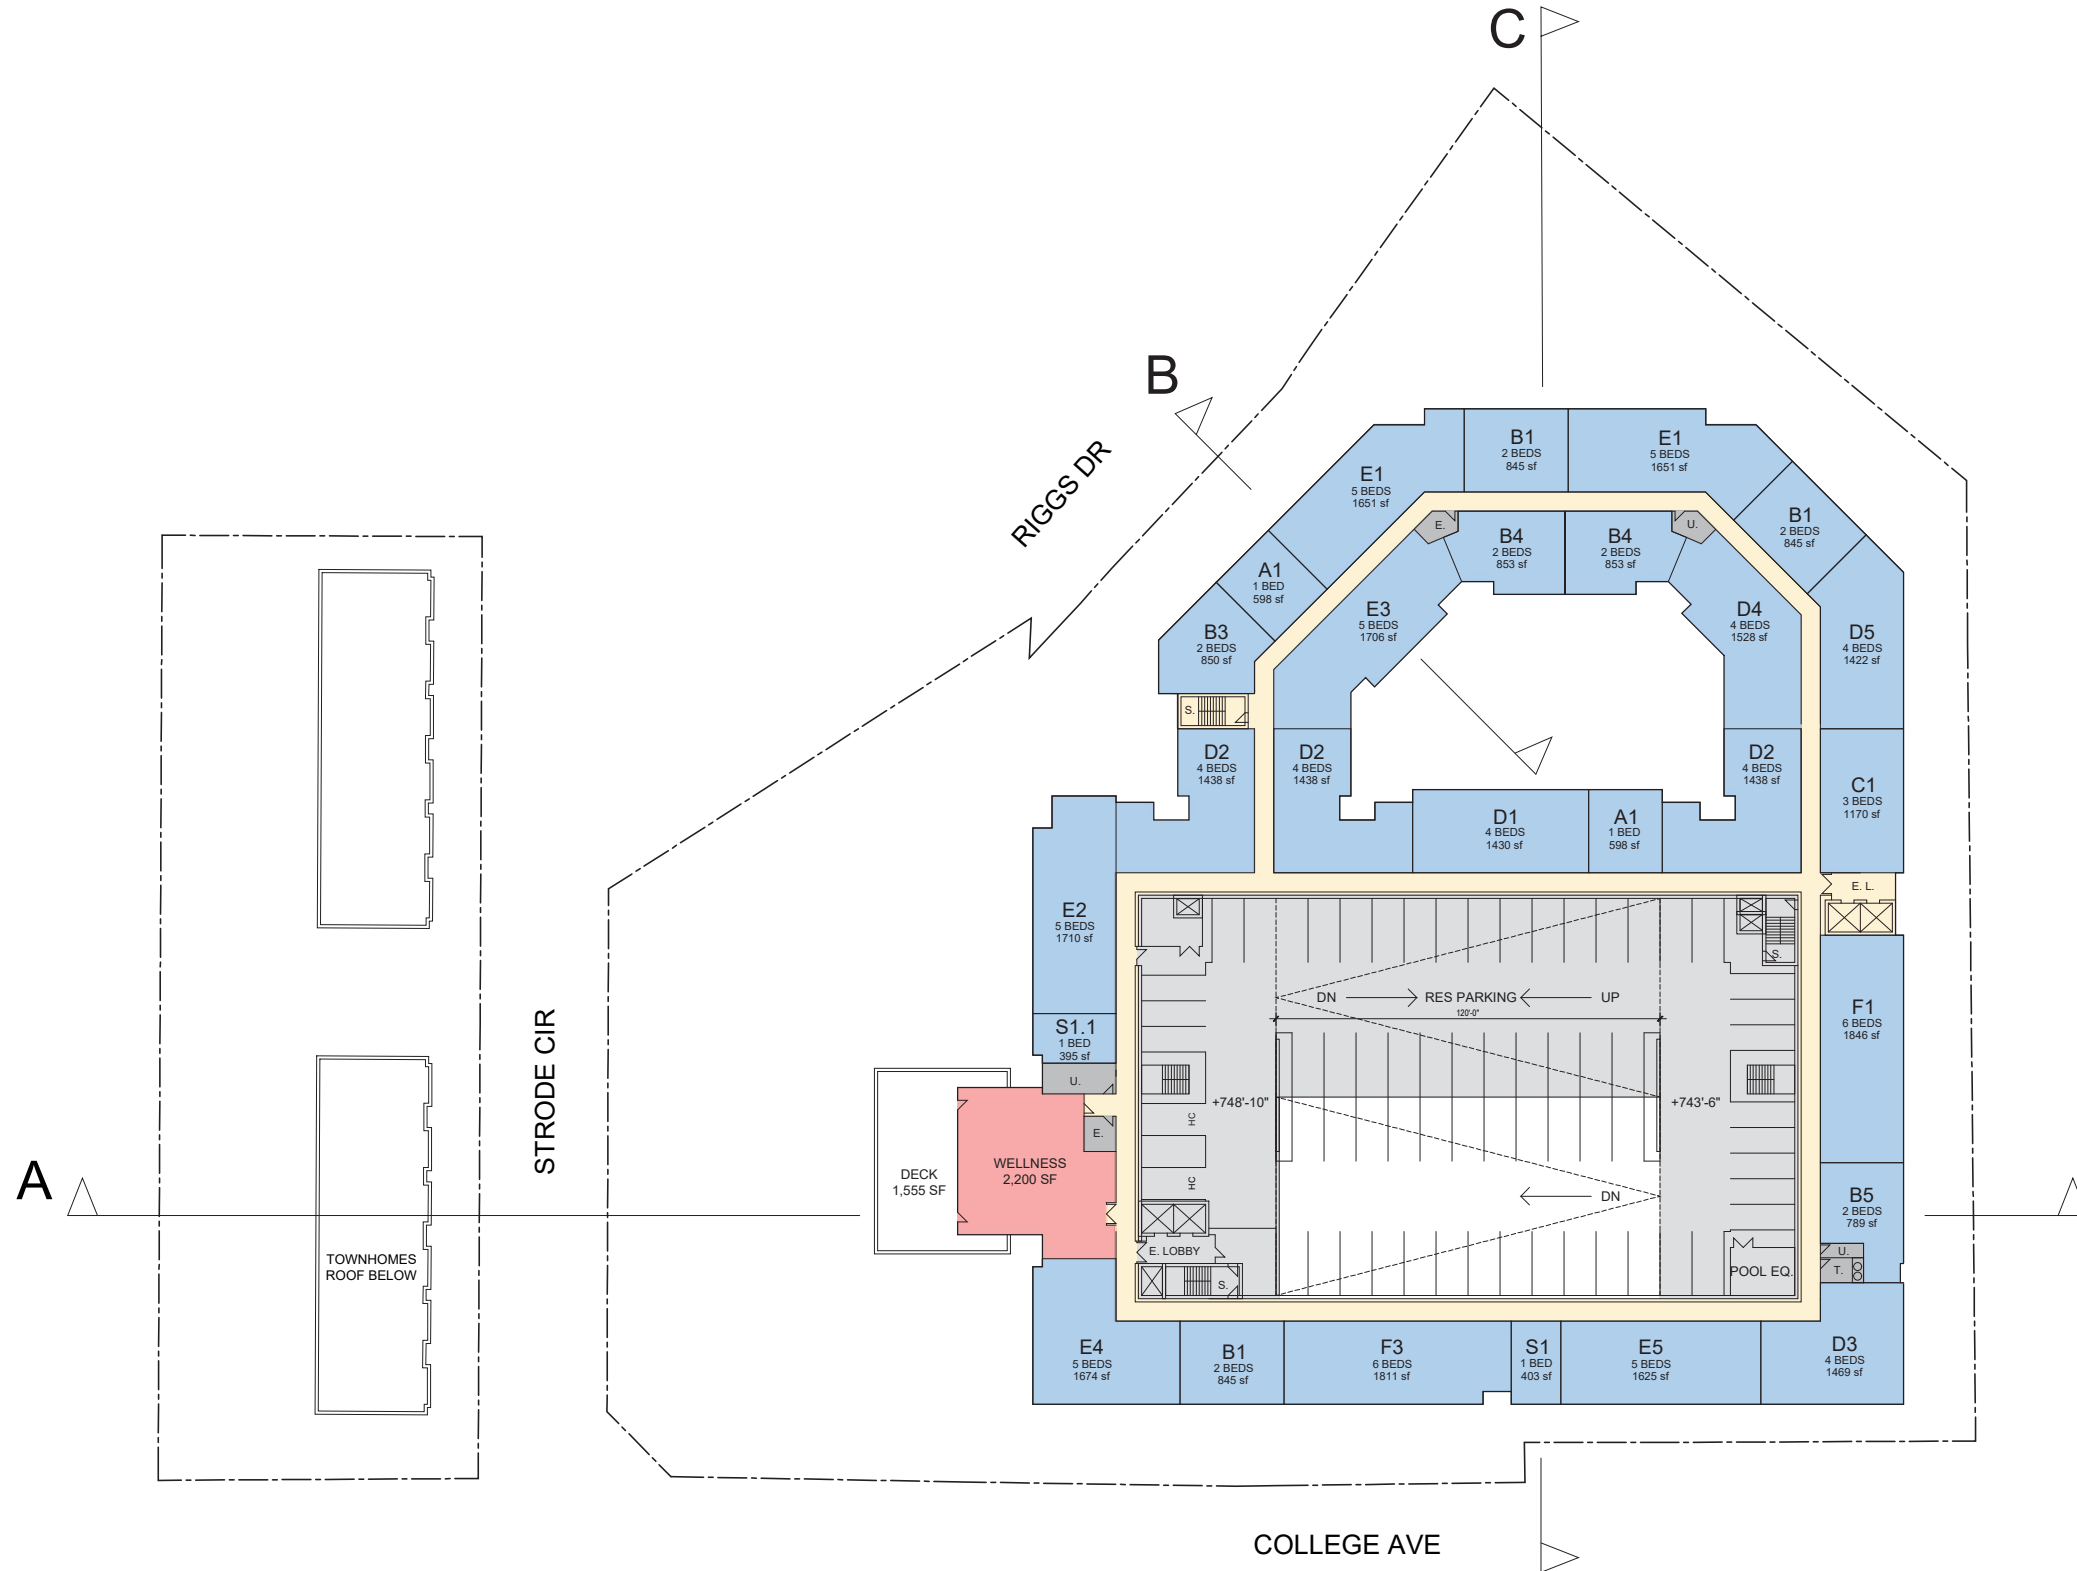 C
B
RIGGS DR
B1
2 BEDS
845 sf
E1
5 BEDS
1651 sf
E1
5 BEDS
1651 sf
B1
2 BEDS
845 sf
E.
B4
2 BEDS
853 sf
B4
2 BEDS
853 sf
U.
A1
1 BED
598 sf
E3
5 BEDS
1706 sf
D4
4 BEDS
1528 sf
B3
2 BEDS
850 sf
D5
4 BEDS
1422 sf
S.
D2
4 BEDS
1438 sf
D2
4 BEDS
1438 sf
D2
4 BEDS
1438 sf
C1
3 BEDS
1170 sf
D1
4 BEDS
1430 sf
A1
1 BED
598 sf
E. L.
E2
5 BEDS
1710 sf
S.
DN
RES PARKING
UP
120'-0"
F1
6 BEDS
1846 sf
S1.1
1 BED
395 sf
U.
STRODE CIR
+748'-10"
+743'-6"
HC
E.
HC
WELLNESS
2,200 SF
DECK
1,555 SF
A
DN
B5
2 BEDS
789 sf
TOWNHOMES
ROOF BELOW
E. LOBBY
U.
T.
POOL EQ.
S.
E4
5 BEDS
1674 sf
B1
2 BEDS
845 sf
F3
6 BEDS
1811 sf
S1
1 BED
403 sf
E5
5 BEDS
1625 sf
D3
4 BEDS
1469 sf
COLLEGE AVE